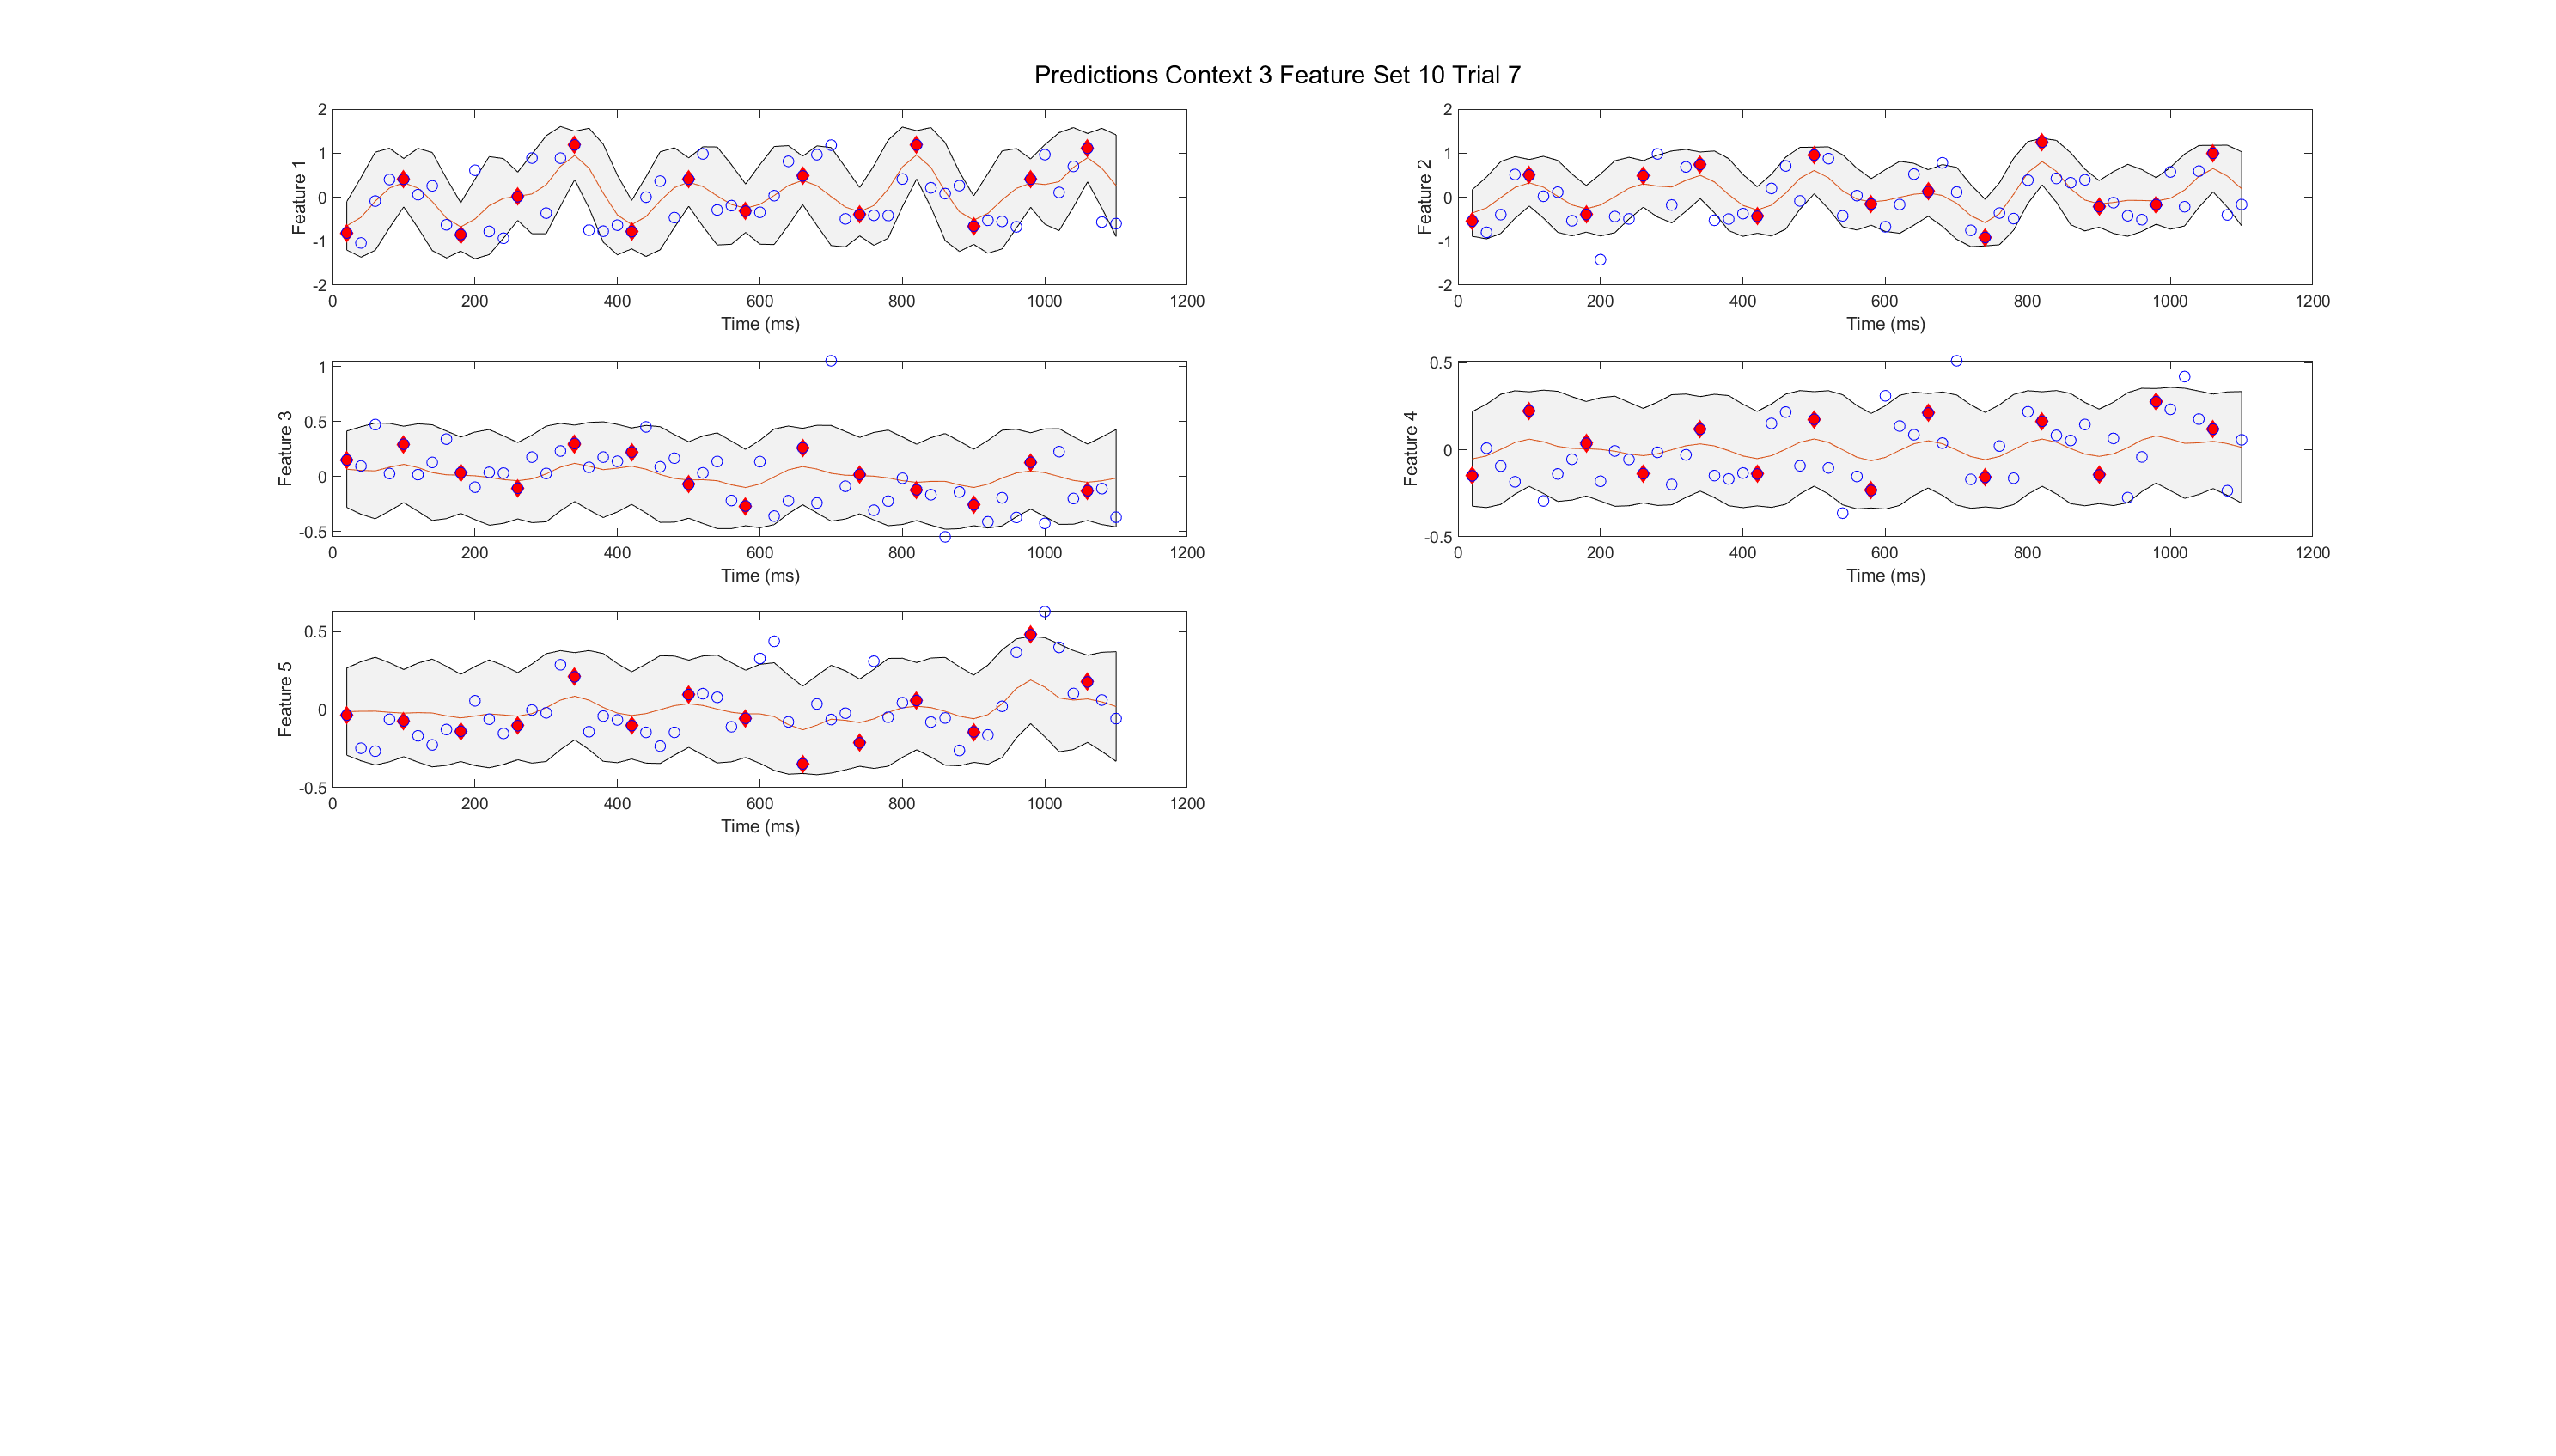 Predictions Context 3 Feature Set 10 Trial 7
2
1
0
-1
-2
Feature 1
0 200 400 600 800 1000 1200
Time (ms)
2
1
0
-1
-2
Feature 2
0 200 400 600 800 1000 1200
Time (ms)
1
0.5
0
-0.5
Feature 3
0 200 400 600 800 1000 1200
Time (ms)
0.5
0
-0.5
Feature 4
0 200 400 600 800 1000 1200
Time (ms)
0.5
0
-0.5
Feature 5
0 200 400 600 800 1000 1200
Time (ms)